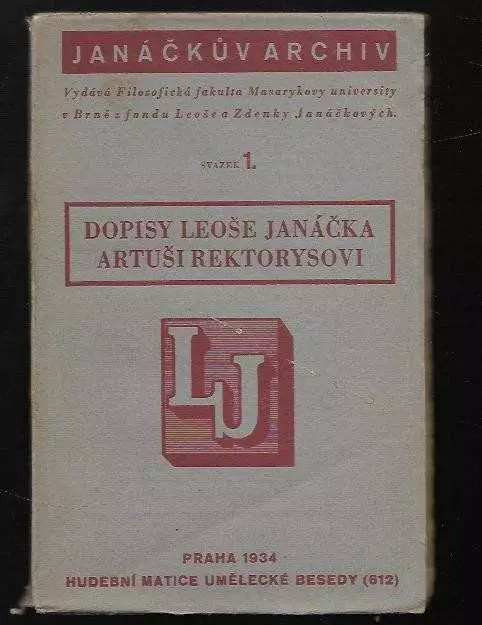 JANÁČKŮV ARCHIV
Vydává Filosofická fakulta Masarykovy university
v Brně z fondu Leoše a Zdenky Janáčkových.
SVAZEK 1.
DOPISY LEOŠE JANÁČKA
ARTUŠI REKTORYSOVI
LJ
PRAHA 1934
HUDEBNÍ MATICE UMĚLECKÉ BESEDY (612)